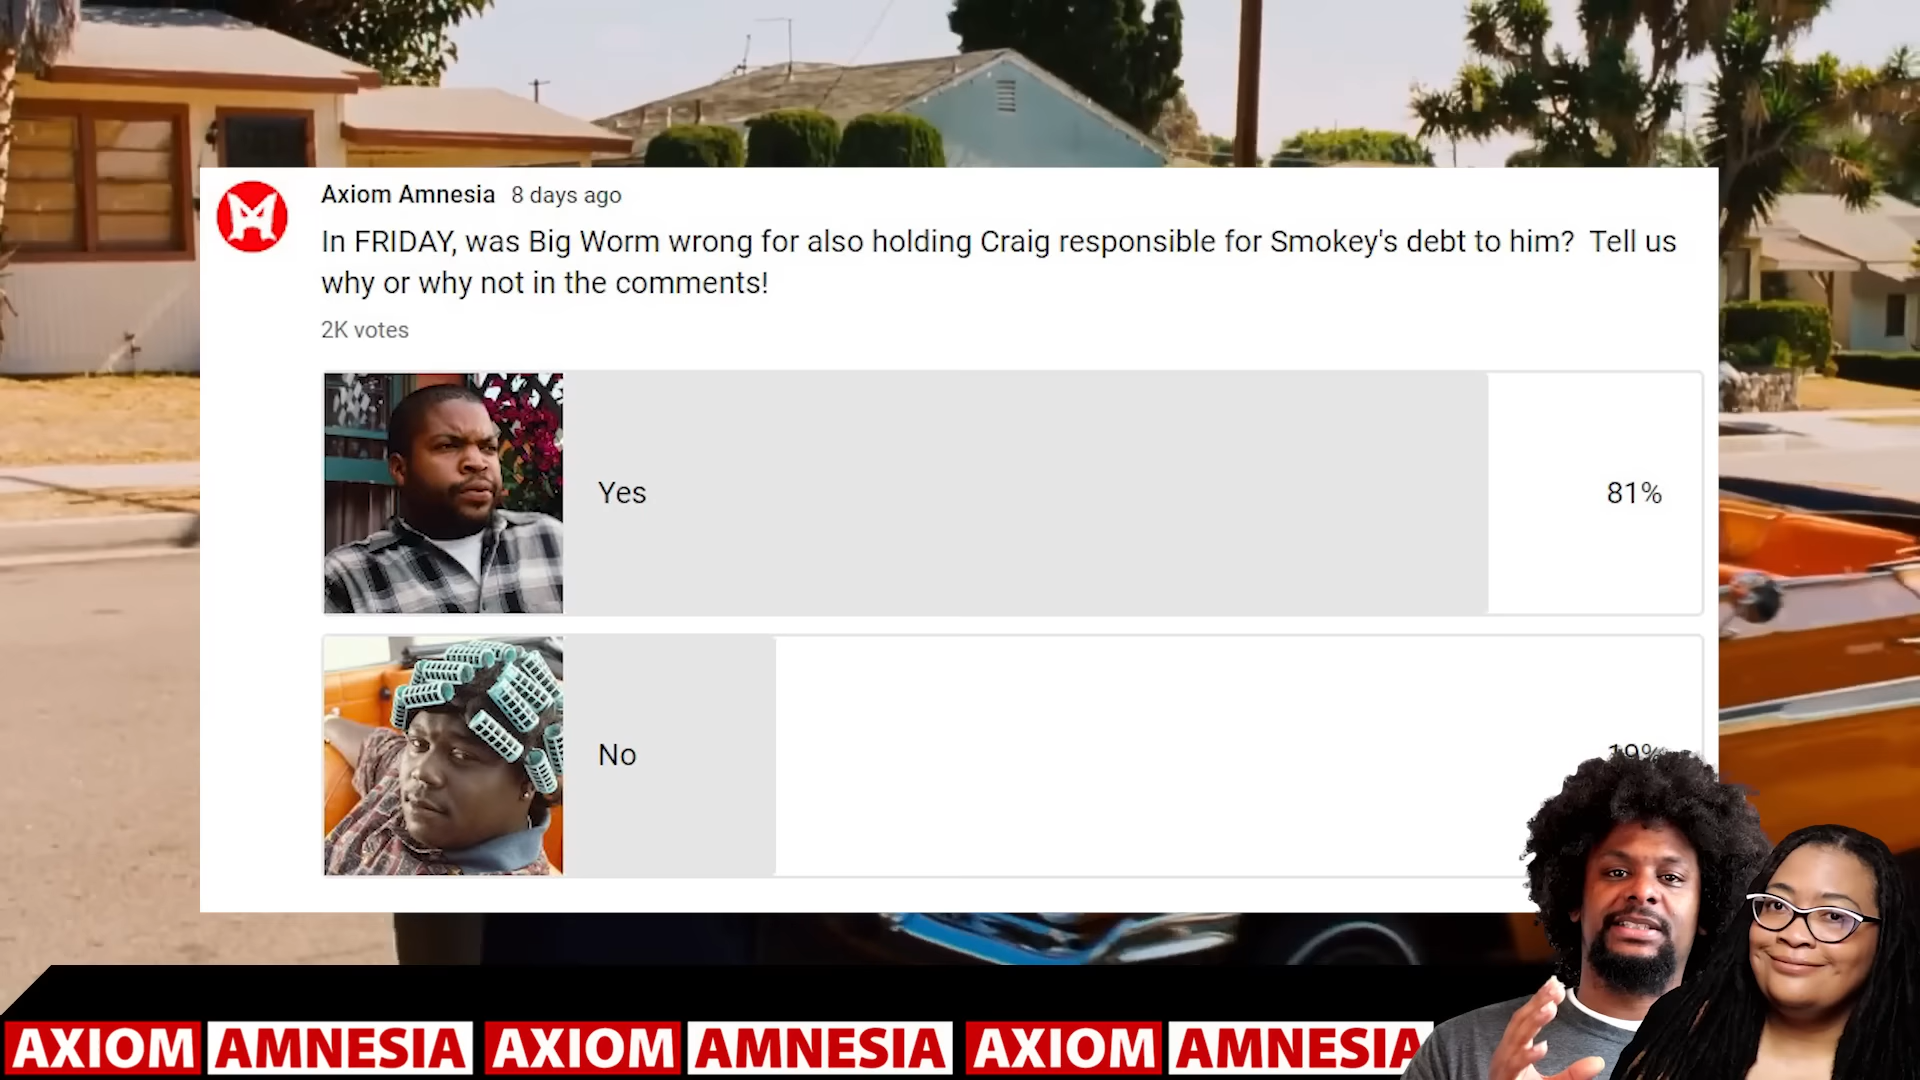 Axiom Amnesia 8 days ago
In FRIDAY, was Big Worm wrong for also holding Craig responsible for Smokey's debt to him? Tell us
why or why not in the comments!
2K votes
Yes 81%
No 19%
AXIOM AMNESIA AXIOM AMNESIA AXIOM AMNESIA